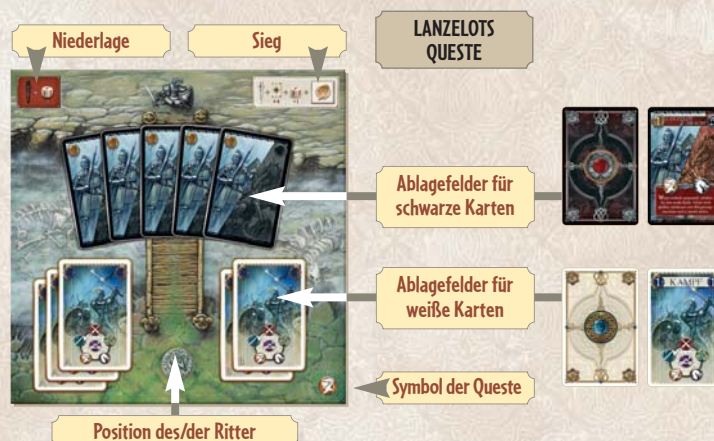 Niederlage
Sieg
LANZELOTS
QUESTE
Ablagefelder für
schwarze Karten
Ablagefelder für
weiße Karten
KAMPF
Symbol der Queste
Position des/der Ritter